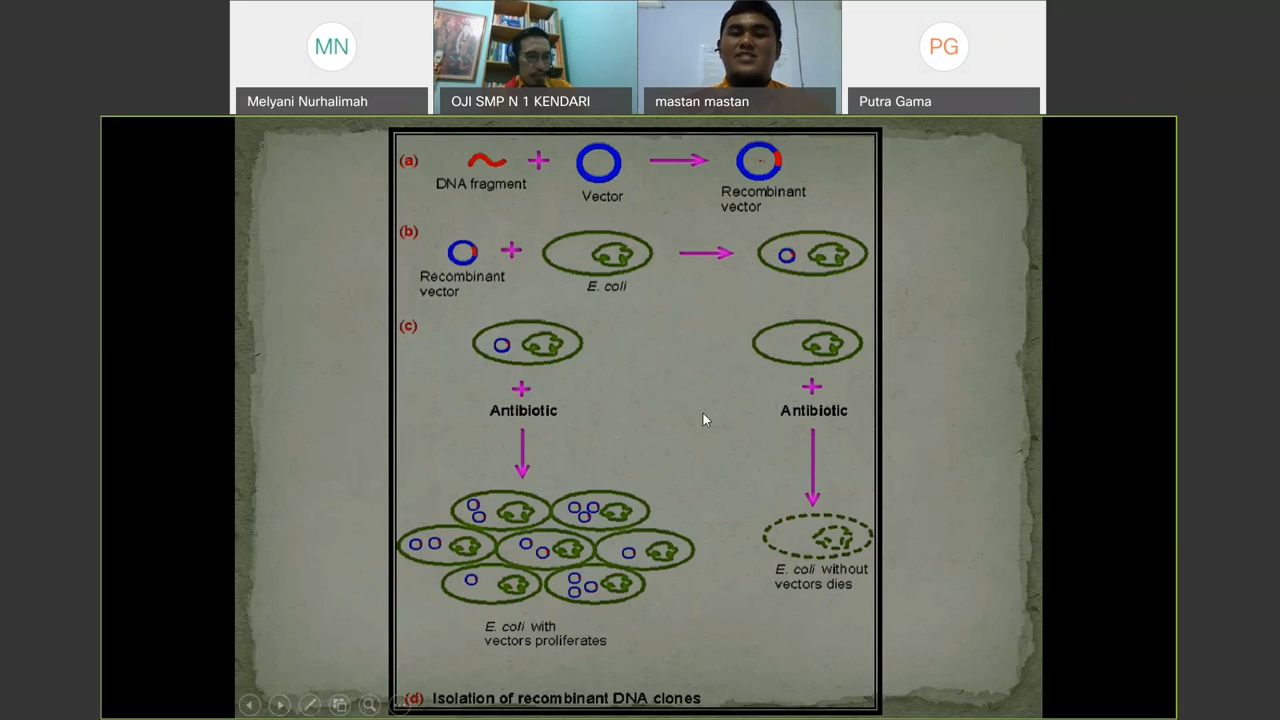 MN
PG
Melyani Nurhalimah
OJI SMP N 1 KENDARI
mastan mastan
Putra Gama
(a)
DNA fragment
Vector
Recombinant
vector
(b)
Recombinant
vector
E. coli
(c)
Antibiotic
Antibiotic
E. coli without
vectors dies
E. coli with
vectors proliferates
(d) Isolation of recombinant DNA clones